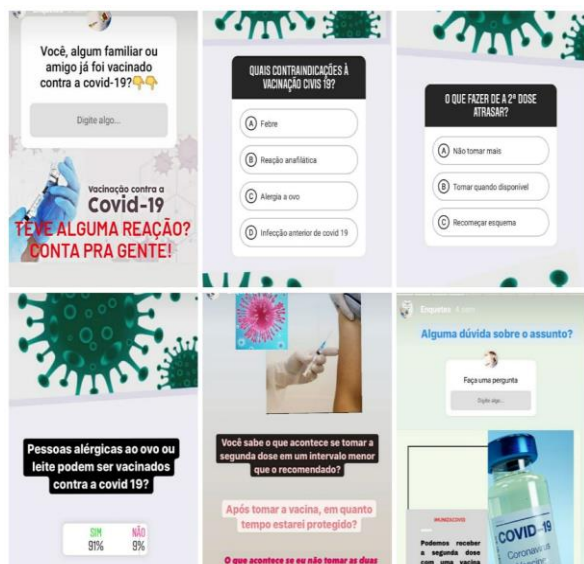 Você, algum familiar ou
amigo já foi vacinado
contra a covid-19?👇👇
Digite algo...
Vacinação contra a
Covid-19
TEVE ALGUMA REAÇÃO?
CONTA PRA GENTE!
QUAIS CONTRAINDICAÇÕES À
VACINAÇÃO CIVIS 19?
A Febre
B Reação anafilática
C Alergia a ovo
D Infecção anterior de covid 19
O QUE FAZER DE A 2ª DOSE
ATRASAR?
A Não tomar mais
B Tomar quando disponível
C Recomeçar esquema
Pessoas alérgicas ao ovo ou
leite podem ser vacinados
contra a covid 19?
SIM NÃO
91% 9%
Você sabe o que acontece se tomar a
segunda dose em um intervalo menor
que o recomendado?
Após tomar a vacina, em quanto
tempo estarei protegido?
O que acontece se eu não tomar as duas
Enquetes 4 sem
Alguma dúvida sobre o assunto?
Faça uma pergunta
Digite algo...
IMUNIZACOVID
Podemos receber
a segunda dose
com uma vacina
COVID-19
Coronavirus